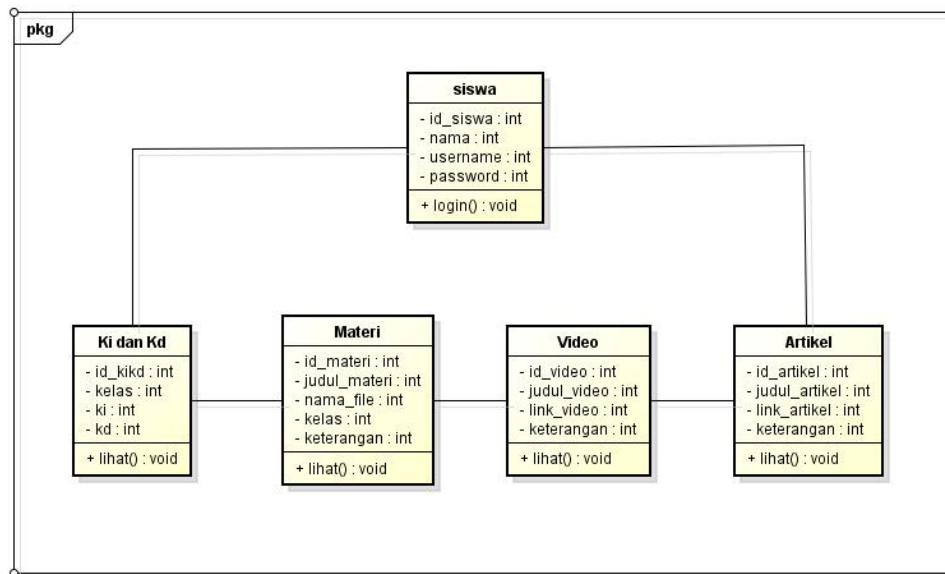 pkg
siswa
- id_siswa : int
- nama : int
- username : int
- password : int
+ login() : void
Ki dan Kd
- id_kikd : int
- kelas : int
- ki : int
- kd : int
+ lihat() : void
Materi
- id_materi : int
- judul_materi : int
- nama_file : int
- kelas : int
- keterangan : int
+ lihat() : void
Video
- id_video : int
- judul_video : int
- link_video : int
- keterangan : int
+ lihat() : void
Artikel
- id_artikel : int
- judul_artikel : int
- link_artikel : int
- keterangan : int
+ lihat() : void